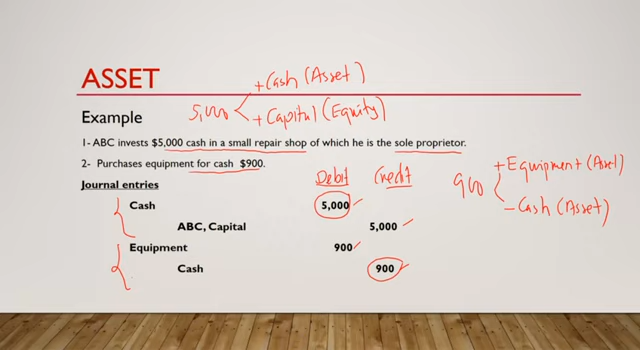 ASSET
+Cash (Asset)
5,000
+Capital (Equity)
Example
1- ABC invests $5,000 cash in a small repair shop of which he is the sole proprietor.
2- Purchases equipment for cash $900.
+Equipment (Asset)
900
-Cash (Asset)
Journal entries
Debit Credit
Cash 5,000
ABC, Capital 5,000
Equipment 900
Cash 900